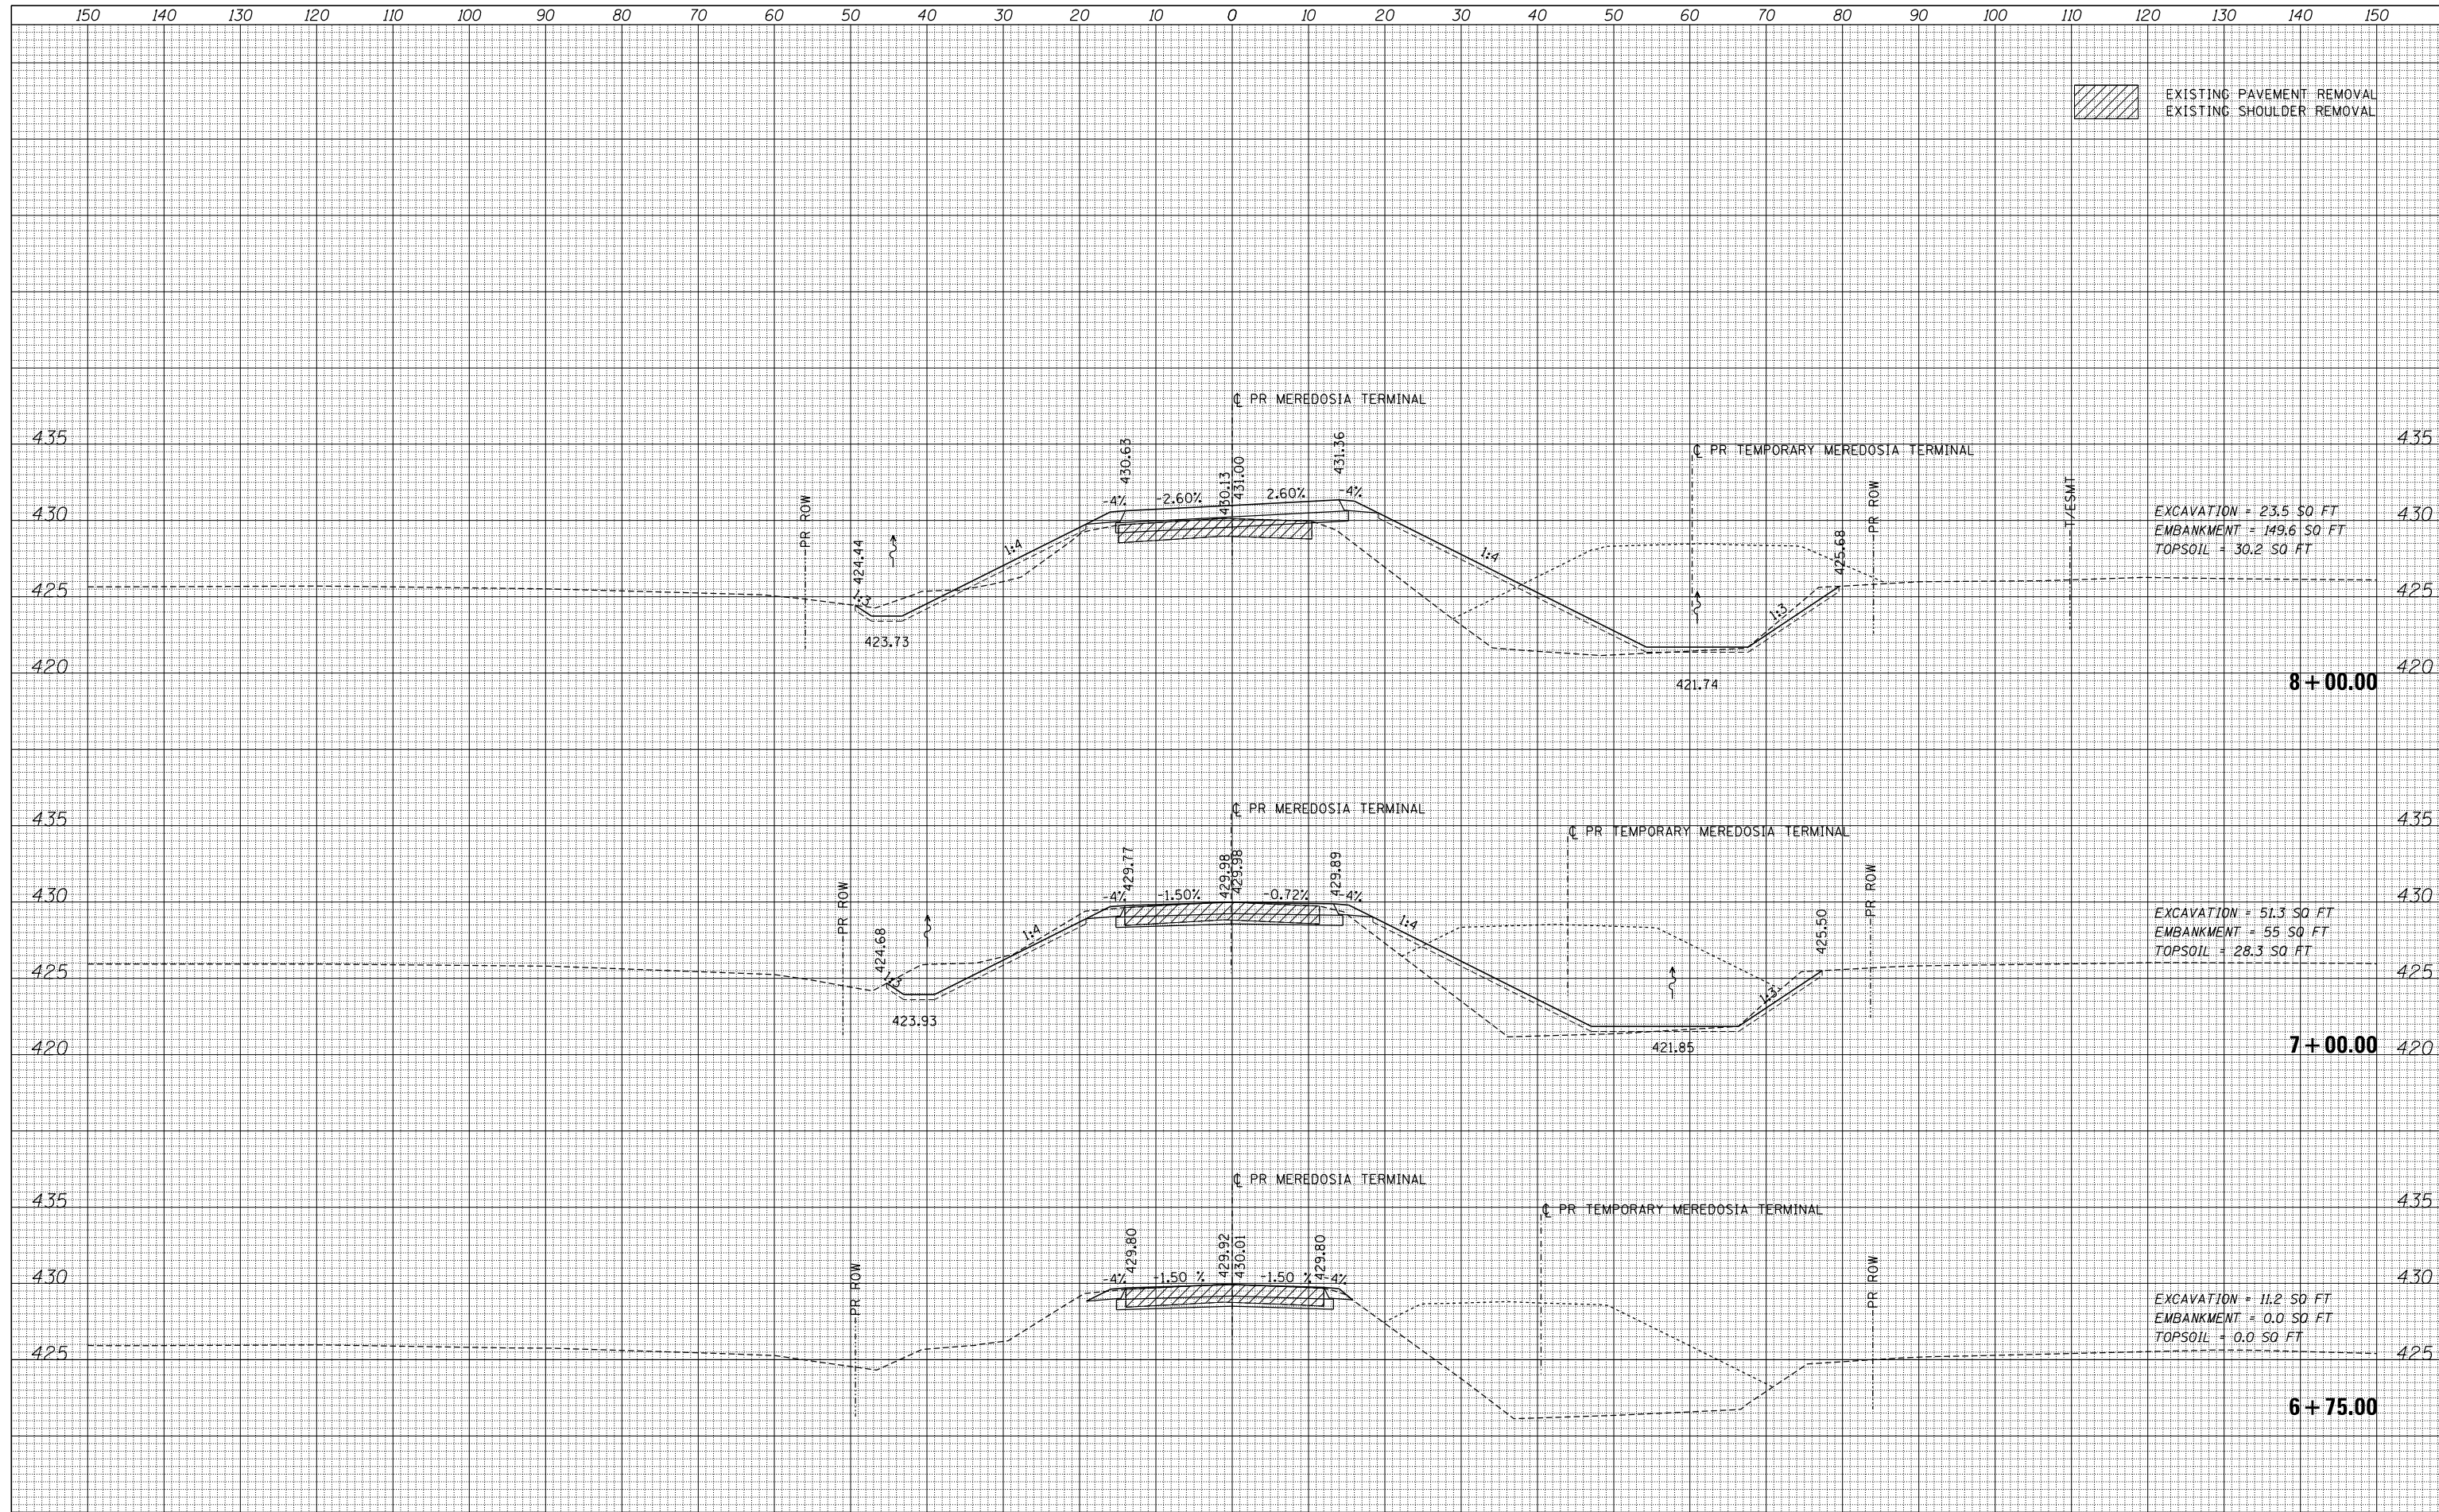 150 140 130 120 110 100 90 80 70 60 50 40 30 20 10 0 10 20 30 40 50 60 70 80 90 100 110 120 130 140 150
EXISTING PAVEMENT REMOVAL
EXISTING SHOULDER REMOVAL
℄ PR MEREDOSIA TERMINAL
435
435
430.63
431.36
℄ PR TEMPORARY MEREDOSIA TERMINAL
430.13
431.00
-4%
-2.60%
2.60%
-4%
PR ROW
PR ROW
T/ESMT
430
430
EXCAVATION = 23.5 SQ FT
EMBANKMENT = 149.6 SQ FT
TOPSOIL = 30.2 SQ FT
1:4
1:4
424.44
425.68
425
425
1:3
1:3
423.73
420
420
421.74
8+00.00
℄ PR MEREDOSIA TERMINAL
435
435
℄ PR TEMPORARY MEREDOSIA TERMINAL
429.77
429.98
429.98
429.89
-4%
-1.50%
-0.72%
-4%
430
430
PR ROW
PR ROW
EXCAVATION = 51.3 SQ FT
EMBANKMENT = 55 SQ FT
TOPSOIL = 28.3 SQ FT
1:4
1:4
424.68
425.50
425
425
1:3
1:3
423.93
420
421.85
7+00.00
420
℄ PR MEREDOSIA TERMINAL
435
435
℄ PR TEMPORARY MEREDOSIA TERMINAL
429.80
429.92
430.01
429.80
-4%
-1.50 %
-1.50 %
-4%
430
430
PR ROW
PR ROW
EXCAVATION = 11.2 SQ FT
EMBANKMENT = 0.0 SQ FT
TOPSOIL = 0.0 SQ FT
425
425
6+75.00